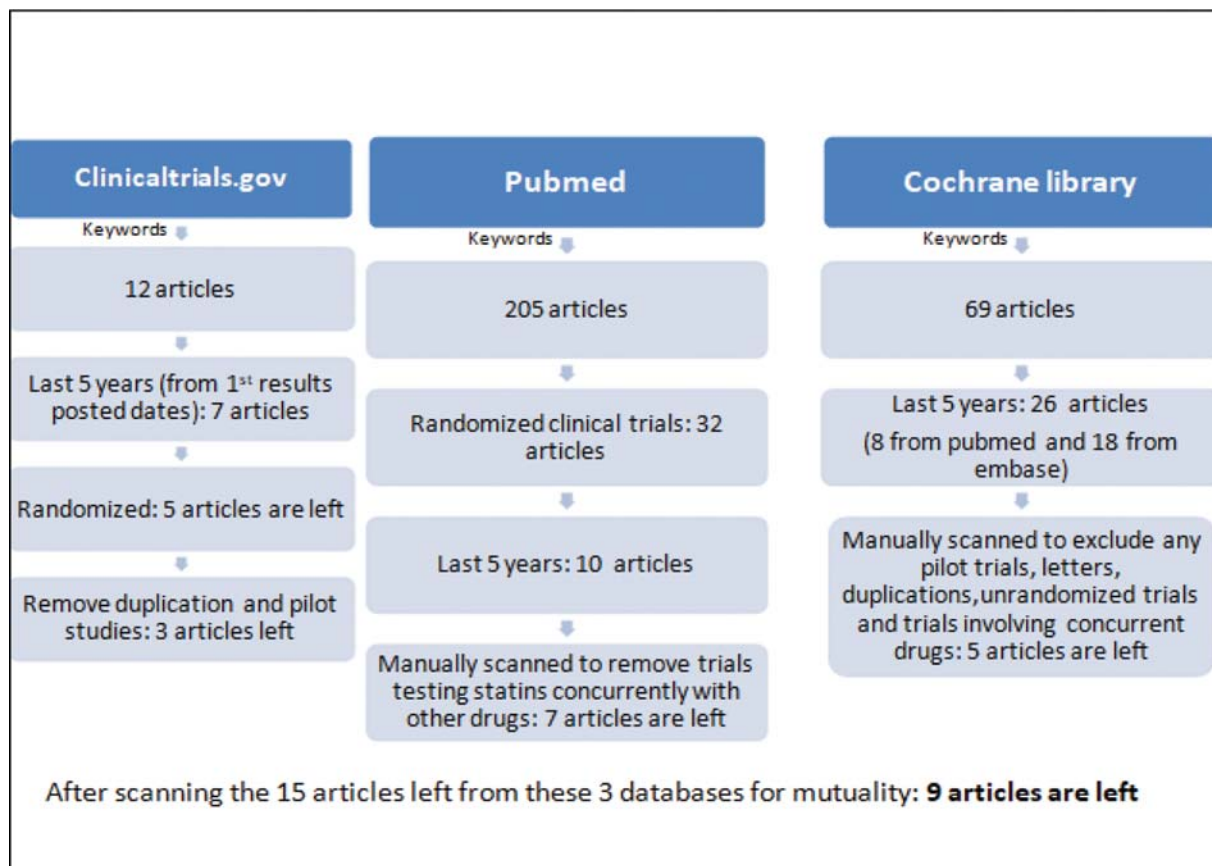 Clinicaltrials.gov
Keywords
12 articles
Last 5 years (from 1st results
posted dates): 7 articles
Randomized: 5 articles are left
Remove duplication and pilot
studies: 3 articles left
Pubmed
Keywords
205 articles
Randomized clinical trials: 32
articles
Last 5 years: 10 articles
Manually scanned to remove trials
testing statins concurrently with
other drugs: 7 articles are left
Cochrane library
Keywords
69 articles
Last 5 years: 26 articles
(8 from pubmed and 18 from
embase)
Manually scanned to exclude any
pilot trials, letters,
duplications,unrandomized trials
and trials involving concurrent
drugs: 5 articles are left
After scanning the 15 articles left from these 3 databases for mutuality: 9 articles are left